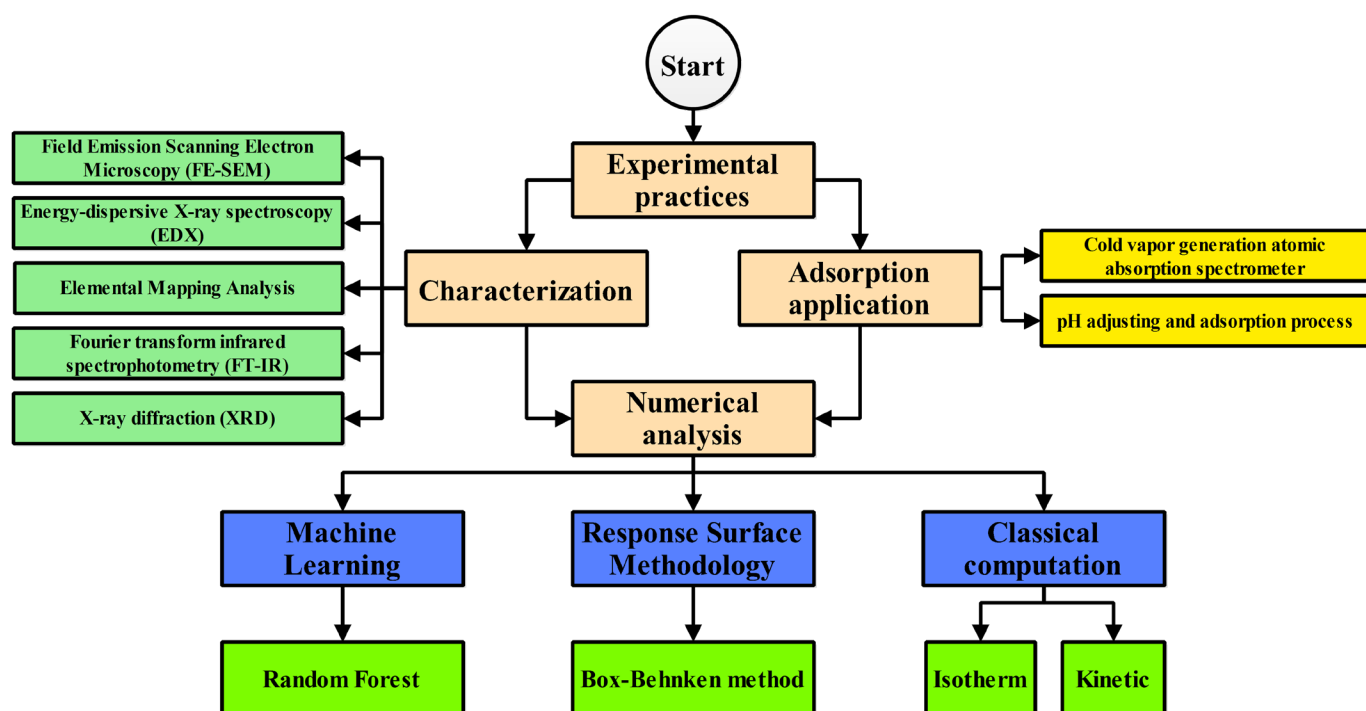 Start
Experimental
practices
Field Emission Scanning Electron
Microscopy (FE-SEM)
Energy-dispersive X-ray spectroscopy
(EDX)
Elemental Mapping Analysis
Fourier transform infrared
spectrophotometry (FT-IR)
X-ray diffraction (XRD)
Characterization
Adsorption
application
Cold vapor generation atomic
absorption spectrometer
pH adjusting and adsorption process
Numerical
analysis
Machine
Learning
Response Surface
Methodology
Classical
computation
Random Forest
Box-Behnken method
Isotherm
Kinetic